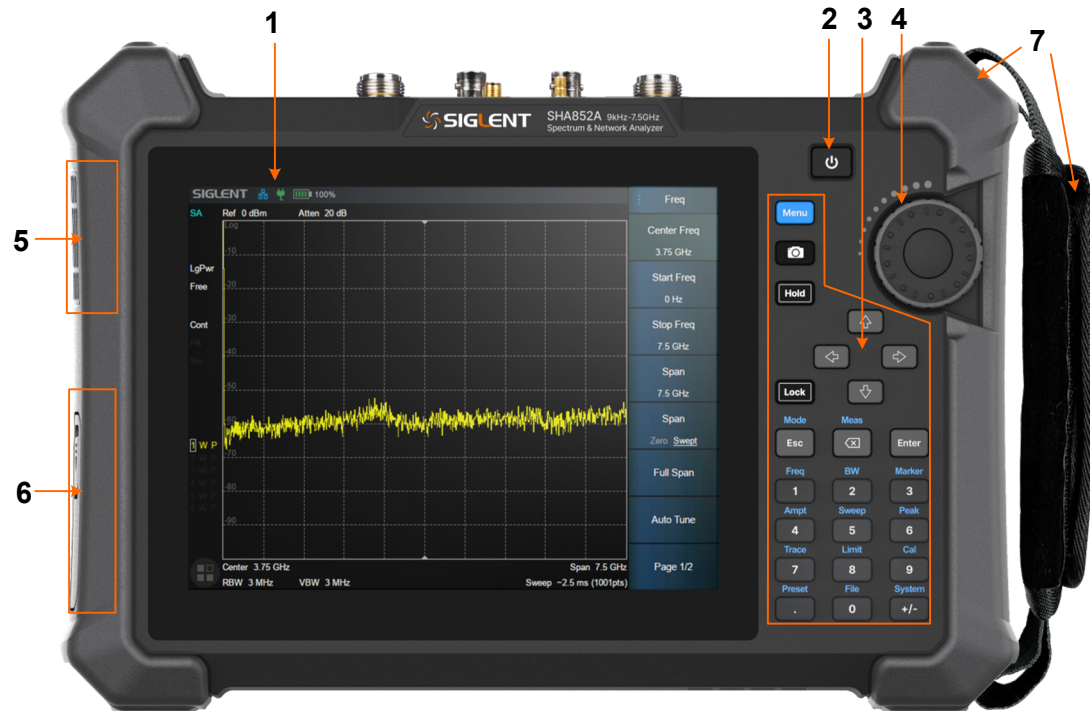 1
2 3 4
7
5
6
SIGLENT SHA852A 9kHz-7.5GHz
Spectrum & Network Analyzer
SIGLENT 100%
SA Ref 0 dBm Atten 20 dB
Log
-10
-20
-30
-40
-50
-60
-70
-80
-90
LgPwr
Free
Cont
PA
1 W P
Center 3.75 GHz Span 7.5 GHz
RBW 3 MHz VBW 3 MHz Sweep ~2.5 ms (1001pts)
Freq
Center Freq
3.75 GHz
Start Freq
0 Hz
Stop Freq
7.5 GHz
Span
7.5 GHz
Span
Zero Swept
Full Span
Auto Tune
Page 1/2
Menu
Hold
Lock
Mode Meas
Esc Enter
Freq BW Marker
1 2 3
Ampt Sweep Peak
4 5 6
Trace Limit Cal
7 8 9
Preset File System
. 0 +/-